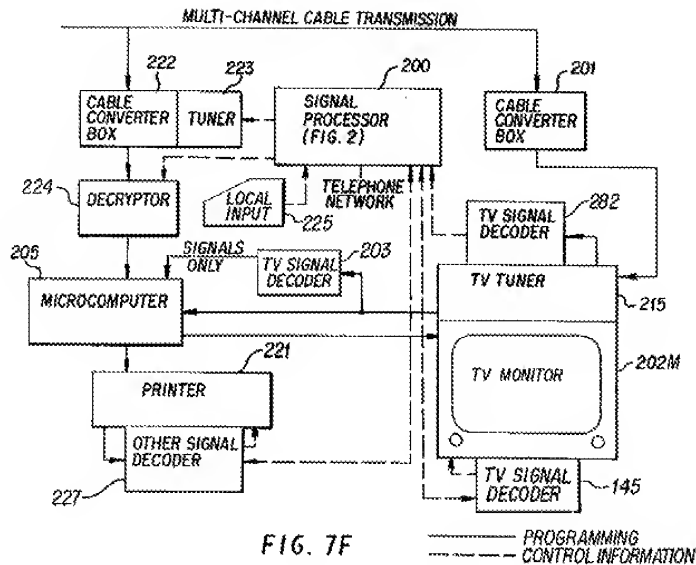 MULTI-CHANNEL CABLE TRANSMISSION
222
223
200
201
CABLE
CONVERTER
BOX
TUNER
SIGNAL
PROCESSOR
(FIG. 2)
CABLE
CONVERTER
BOX
224
DECRYPTOR
LOCAL
INPUT
225
TELEPHONE
NETWORK
282
TV SIGNAL
DECODER
205
SIGNALS
ONLY
TV SIGNAL
DECODER
203
MICROCOMPUTER
TV TUNER
215
221
PRINTER
TV MONITOR
202M
OTHER SIGNAL
DECODER
227
TV SIGNAL
DECODER
145
FIG. 7F
PROGRAMMING
CONTROL INFORMATION